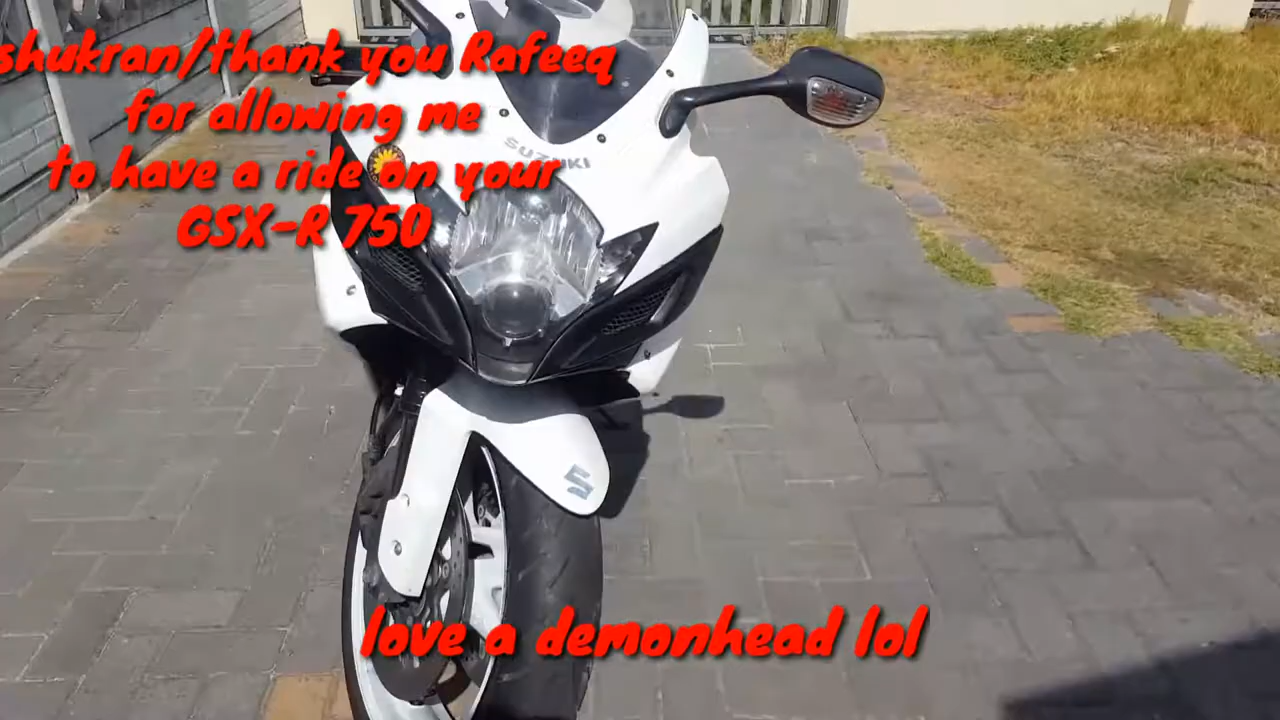 shukran/thank you Rafeeq
for allowing me
to have a ride on your
GSX-R 750
SUZUKI
love a demonhead lol